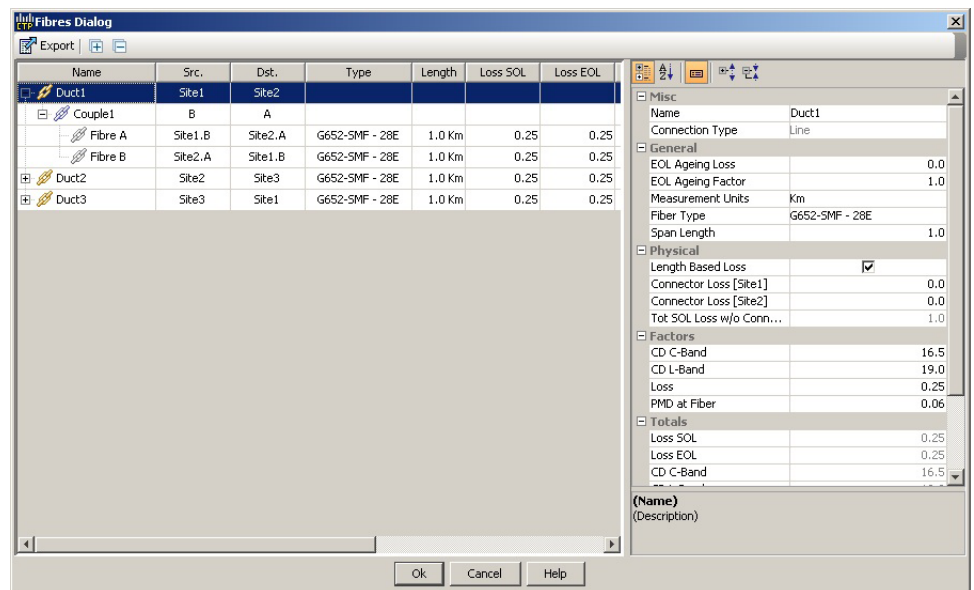 CTP Fibres Dialog
Export
Name Src. Dst. Type Length Loss SOL Loss EOL
Duct1 Site1 Site2
Couple1 B A
Fibre A Site1.B Site2.A G652-SMF - 28E 1.0 Km 0.25 0.25
Fibre B Site2.A Site1.B G652-SMF - 28E 1.0 Km 0.25 0.25
Duct2 Site2 Site3 G652-SMF - 28E 1.0 Km 0.25 0.25
Duct3 Site3 Site1 G652-SMF - 28E 1.0 Km 0.25 0.25
Misc
Name Duct1
Connection Type Line
General
EOL Ageing Loss 0.0
EOL Ageing Factor 1.0
Measurement Units Km
Fiber Type G652-SMF - 28E
Span Length 1.0
Physical
Length Based Loss
Connector Loss [Site1] 0.0
Connector Loss [Site2] 0.0
Tot SOL Loss w/o Conn... 1.0
Factors
CD C-Band 16.5
CD L-Band 19.0
Loss 0.25
PMD at Fiber 0.06
Totals
Loss SOL 0.25
Loss EOL 0.25
CD C-Band 16.5
(Name)
(Description)
Ok Cancel Help